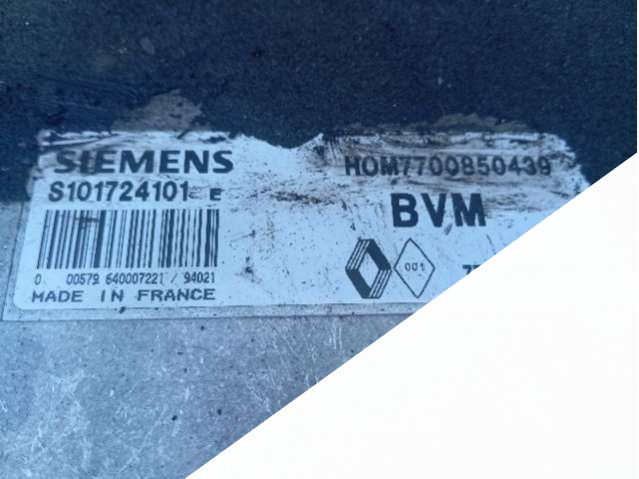 SIEMENS
S101724101 E
HOM7700850439
BVM
0 00579 640007221 / 94021
MADE IN FRANCE
001